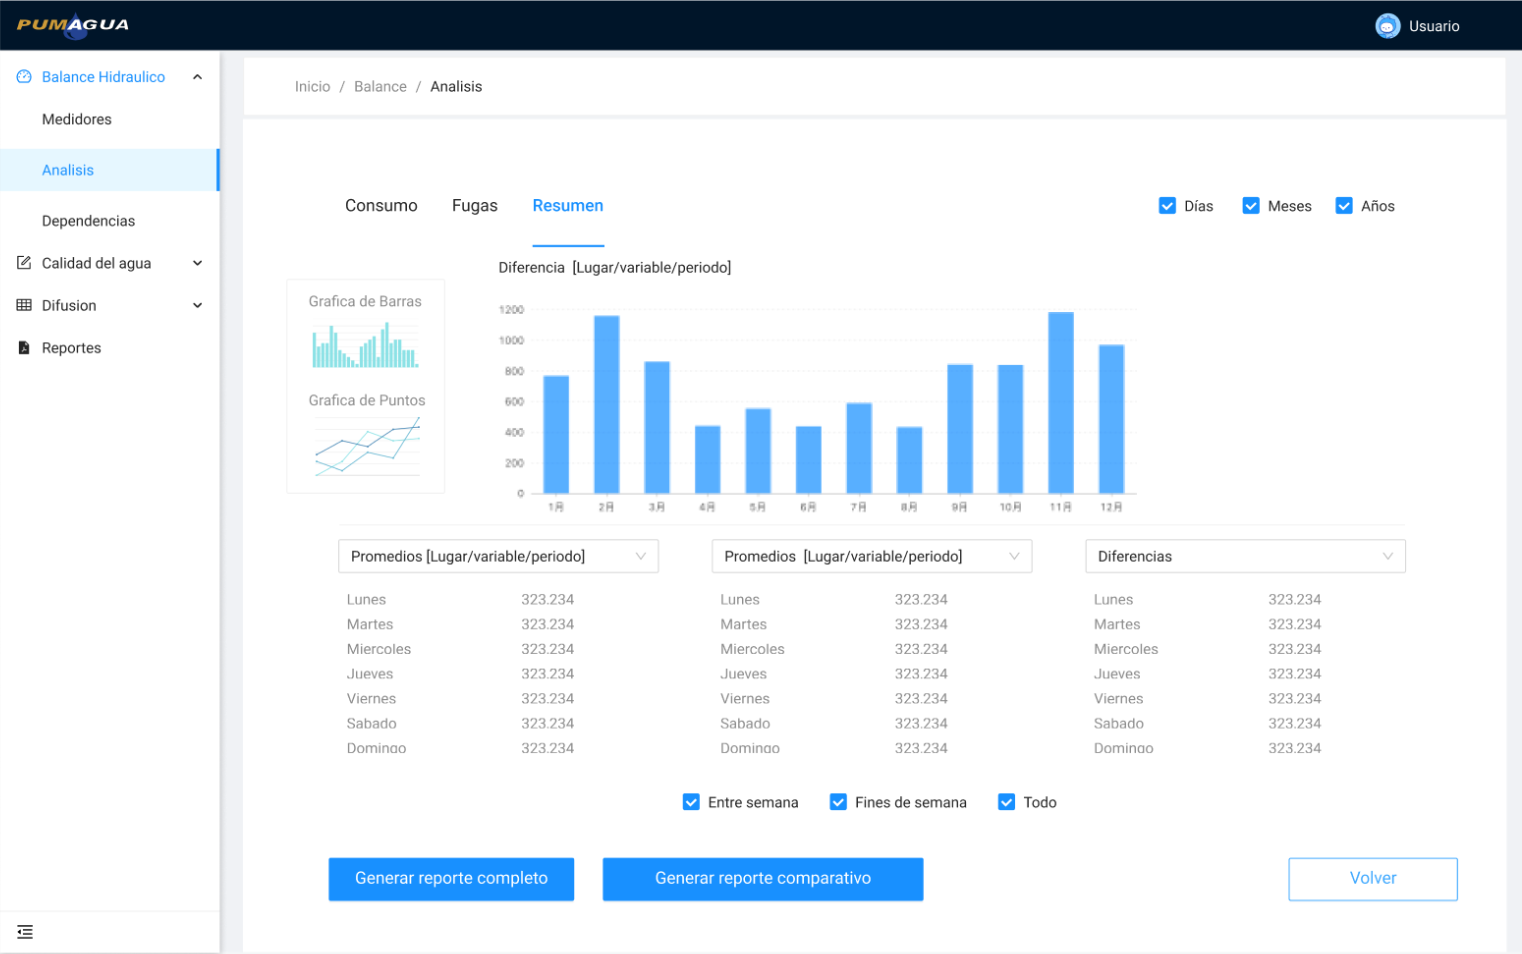 PUMAGUA
Usuario
Balance Hidraulico
Medidores
Analisis
Dependencias
Calidad del agua
Difusion
Reportes
Inicio / Balance / Analisis
Consumo Fugas Resumen
Días Meses Años
Grafica de Barras
Grafica de Puntos
Diferencia [Lugar/variable/periodo]
1200
1000
800
600
400
200
0
1月 2月 3月 4月 5月 6月 7月 8月 9月 10月 11月 12月
Promedios [Lugar/variable/periodo] Promedios [Lugar/variable/periodo] Diferencias
Lunes 323.234 Lunes 323.234 Lunes 323.234
Martes 323.234 Martes 323.234 Martes 323.234
Miercoles 323.234 Miercoles 323.234 Miercoles 323.234
Jueves 323.234 Jueves 323.234 Jueves 323.234
Viernes 323.234 Viernes 323.234 Viernes 323.234
Sabado 323.234 Sabado 323.234 Sabado 323.234
Domingo 323.234 Domingo 323.234 Domingo 323.234
Entre semana Fines de semana Todo
Generar reporte completo Generar reporte comparativo Volver